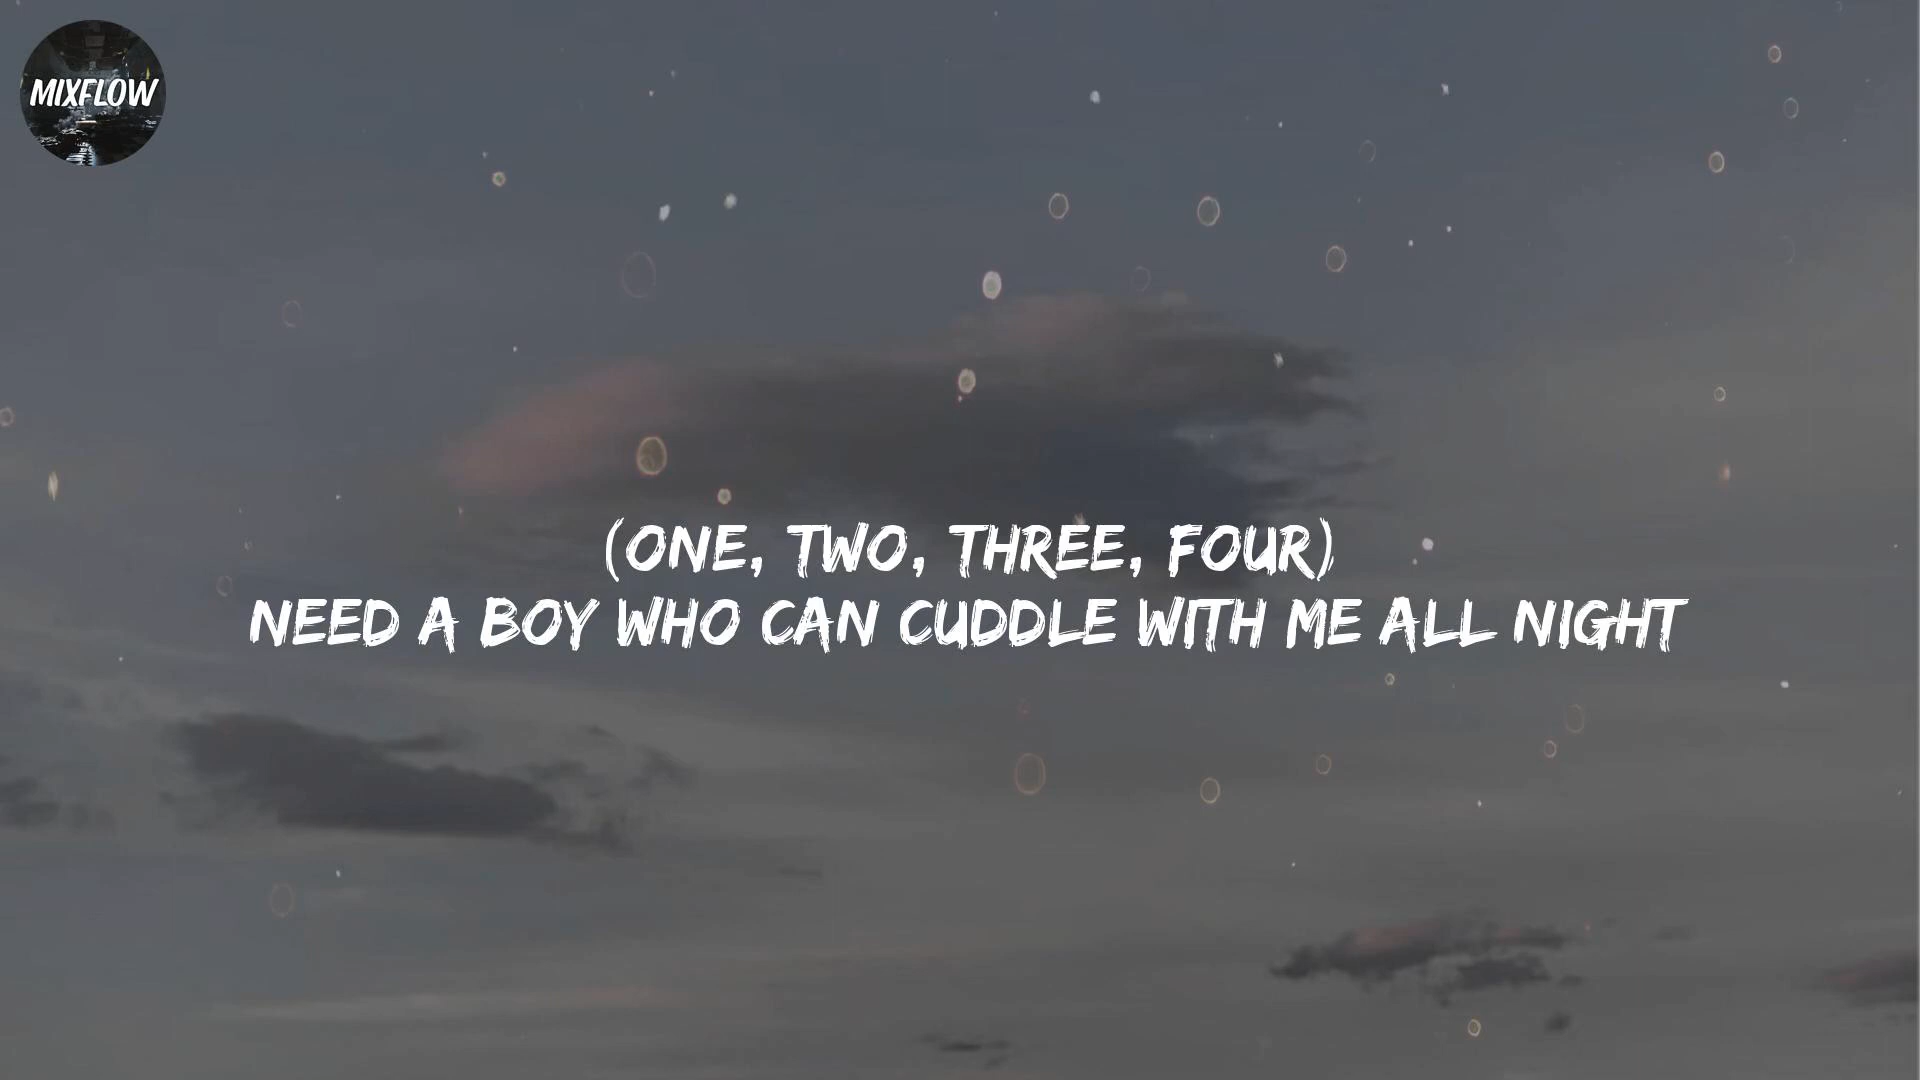 MIXFLOW
(ONE, TWO, THREE, FOUR)
NEED A BOY WHO CAN CUDDLE WITH ME ALL NIGHT